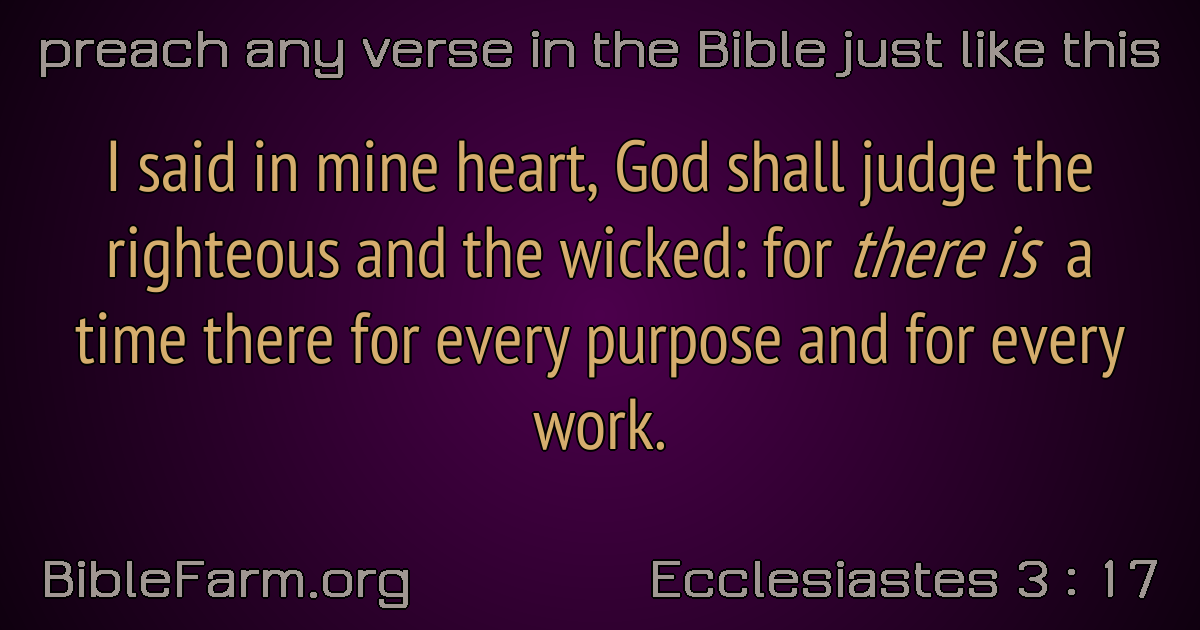 preach any verse in the Bible just like this
I said in mine heart, God shall judge the
righteous and the wicked: for there is a
time there for every purpose and for every
work.
BibleFarm.org
Ecclesiastes 3 : 17